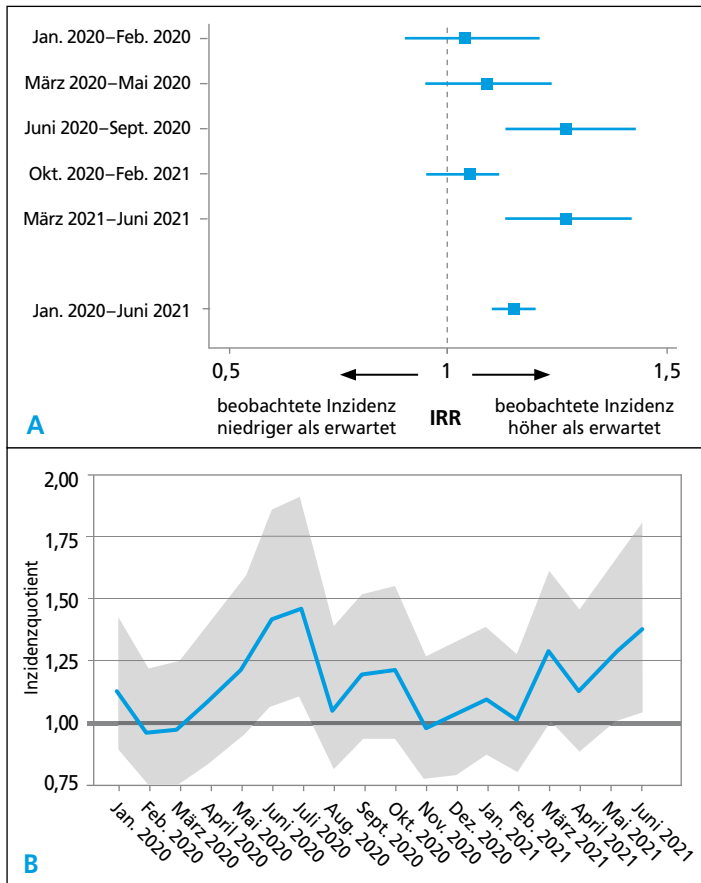 Jan. 2020–Feb. 2020
März 2020–Mai 2020
Juni 2020–Sept. 2020
Okt. 2020–Feb. 2021
März 2021–Juni 2021
Jan. 2020–Juni 2021
0,5
1
1,5
beobachtete Inzidenz
niedriger als erwartet
IRR
beobachtete Inzidenz
höher als erwartet
A
2,00
1,75
1,50
1,25
1,00
0,75
Inzidenzquotient
Jan. 2020
Feb. 2020
März 2020
April 2020
Mai 2020
Juni 2020
Juli 2020
Aug. 2020
Sept. 2020
Okt. 2020
Nov. 2020
Dez. 2020
Jan. 2021
Feb. 2021
März 2021
April 2021
Mai 2021
Juni 2021
B